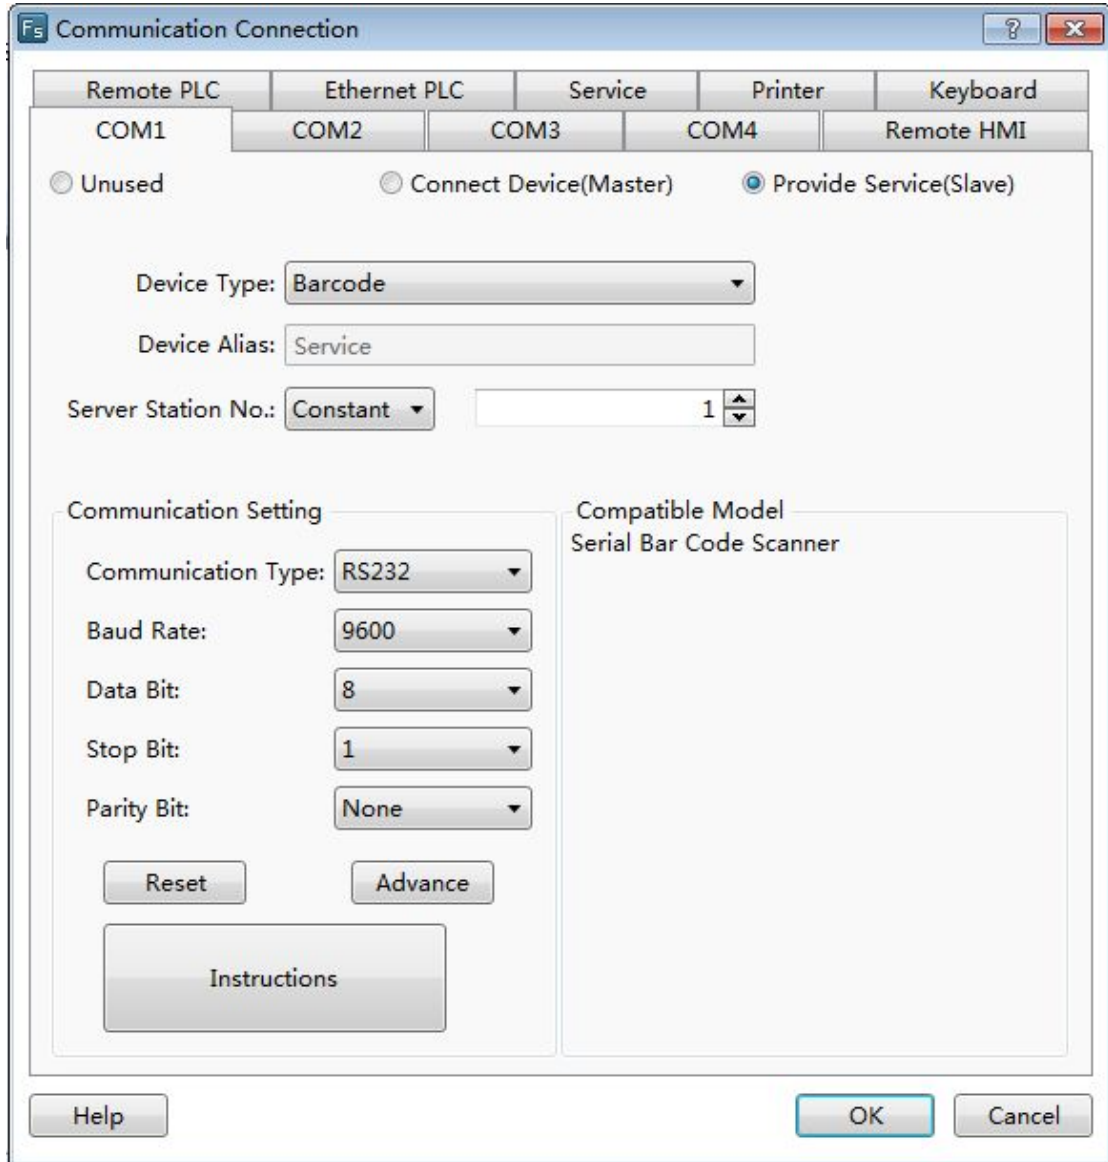 Fs Communication Connection ?
Remote PLC Ethernet PLC Service Printer Keyboard
COM1 COM2 COM3 COM4 Remote HMI
Unused Connect Device(Master) Provide Service(Slave)
Device Type: Barcode
Device Alias: Service
Server Station No.: Constant 1
Communication Setting
Communication Type: RS232
Baud Rate: 9600
Data Bit: 8
Stop Bit: 1
Parity Bit: None
Reset Advance
Instructions
Compatible Model
Serial Bar Code Scanner
Help OK Cancel